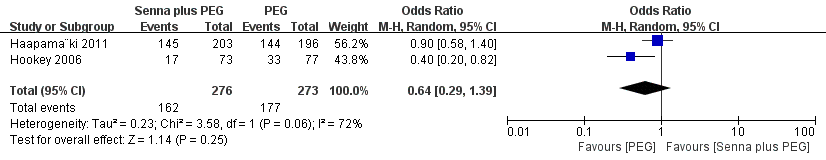 Senna plus PEG PEG Odds Ratio Odds Ratio
Study or Subgroup Events Total Events Total Weight M-H, Random, 95% CI M-H, Random, 95% CI
Haapama¨ki 2011 145 203 144 196 56.2% 0.90 [0.58, 1.40]
Hookey 2006 17 73 33 77 43.8% 0.40 [0.20, 0.82]
Total (95% CI) 276 273 100.0% 0.64 [0.29, 1.39]
Total events 162 177
Heterogeneity: Tau² = 0.23; Chi² = 3.58, df = 1 (P = 0.06); I² = 72%
Test for overall effect: Z = 1.14 (P = 0.25)
0.01 0.1 1 10 100
Favours [PEG] Favours [Senna plus PEG]